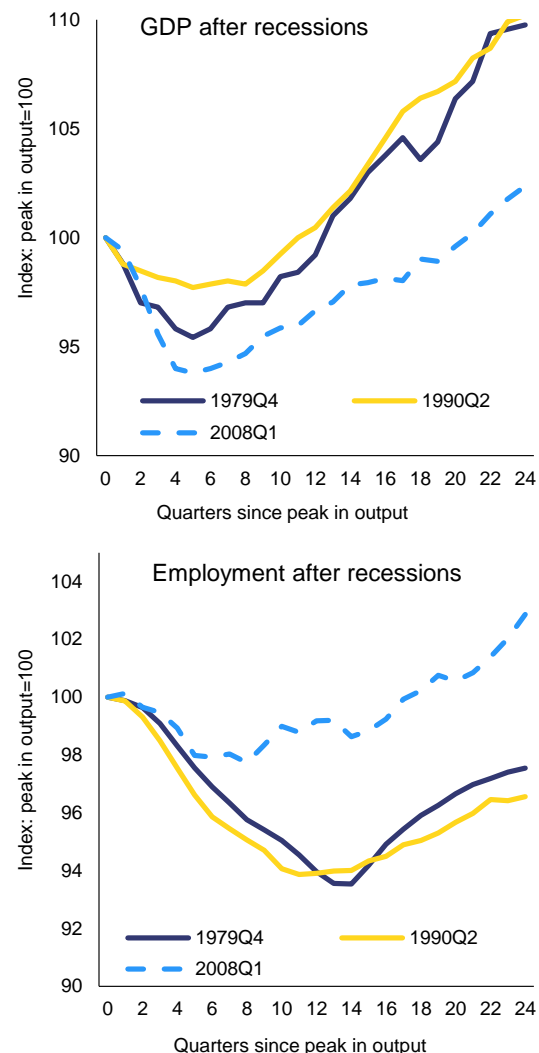 GDP after recessions
Index: peak in output=100
110
105
100
95
90
1979Q4
1990Q2
2008Q1
0 2 4 6 8 10 12 14 16 18 20 22 24
Quarters since peak in output
Employment after recessions
Index: peak in output=100
104
102
100
98
96
94
92
90
1979Q4
1990Q2
2008Q1
0 2 4 6 8 10 12 14 16 18 20 22 24
Quarters since peak in output